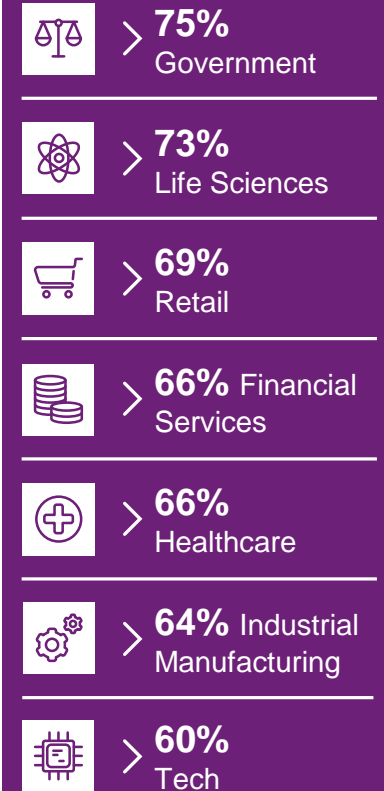 75%
Government
73%
Life Sciences
69%
Retail
66% Financial
Services
66%
Healthcare
64% Industrial
Manufacturing
60%
Tech